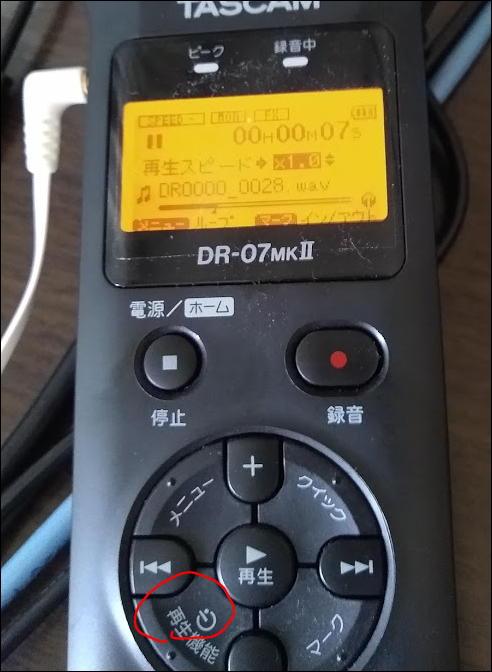 TASCAM
ピーク 録音中
SPEED MON FX
00H00M07S
再生スピード x1.0
DR0000_0028.wav
メニュー ループ マーク イン/アウト
DR-07MKII
電源/ホーム
停止 録音
+
メニュー クイック
再生
再生機能 マーク